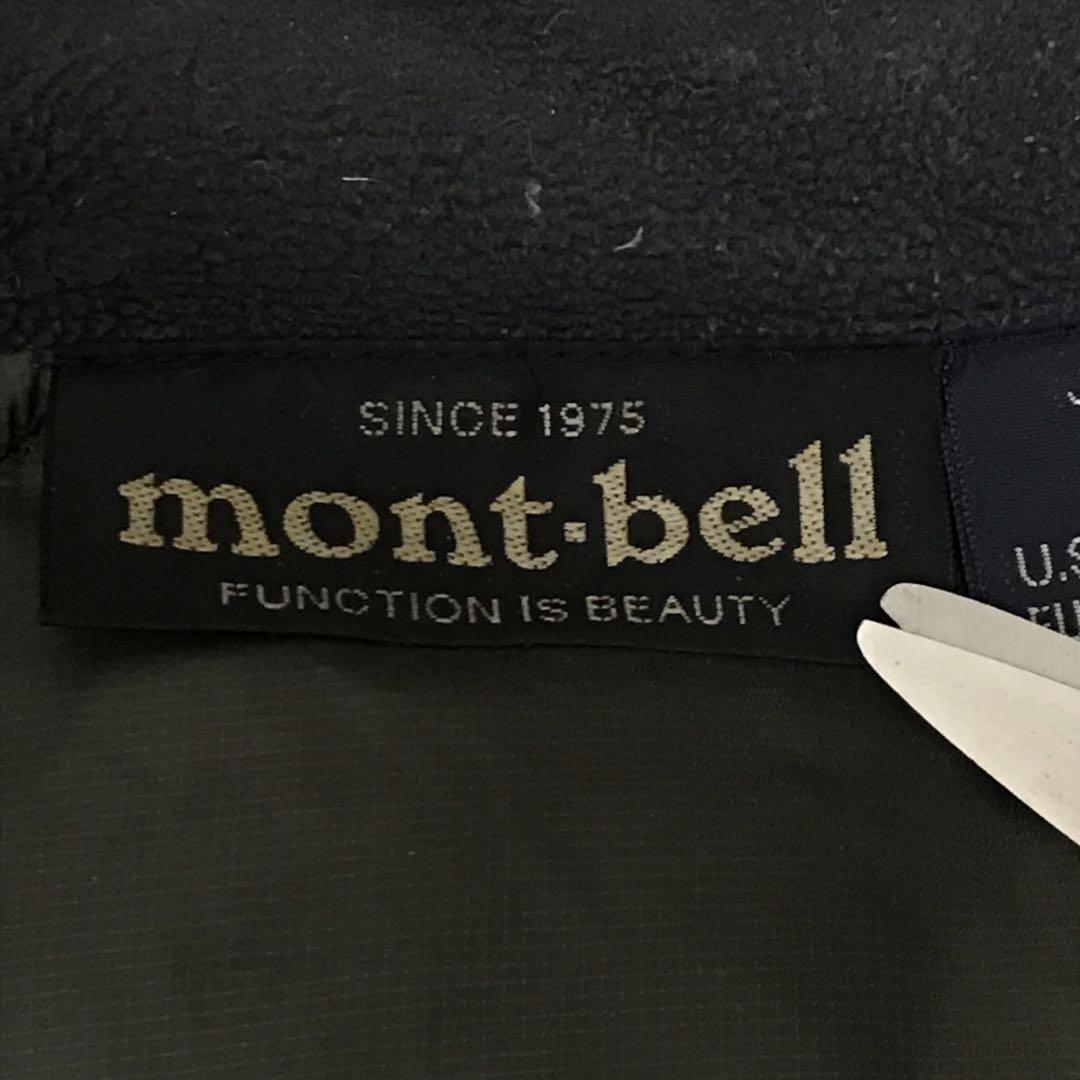 SINCE 1975
mont-bell
FUNCTION IS BEAUTY